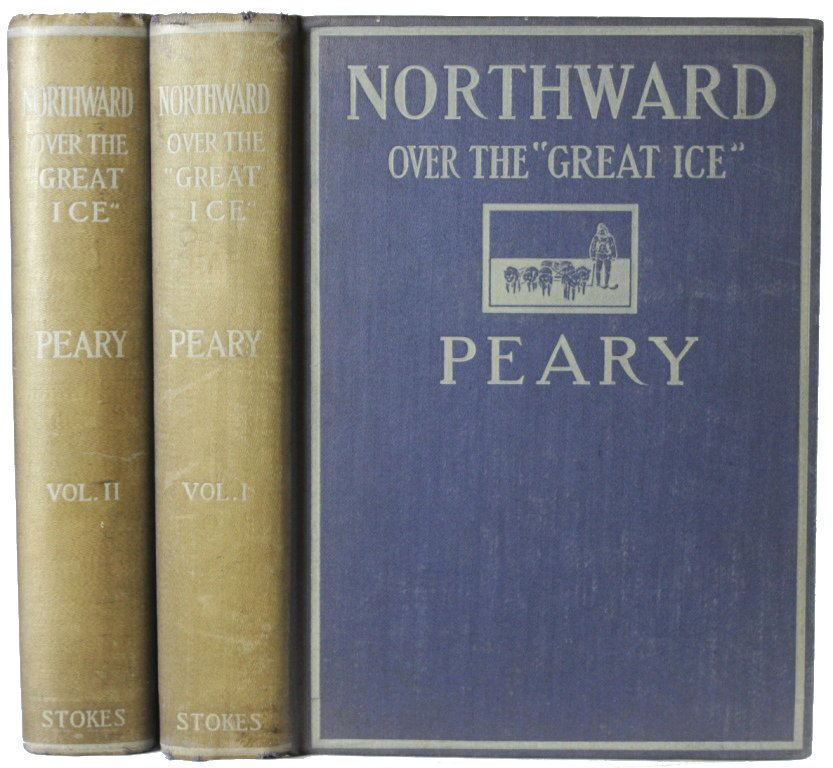 NORTHWARD
OVER THE
"GREAT
ICE"
PEARY
VOL. II
STOKES
NORTHWARD
OVER THE
"GREAT
ICE"
PEARY
VOL. I
STOKES
NORTHWARD
OVER THE "GREAT ICE"
PEARY